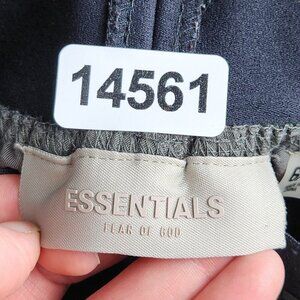 14561
ESSENTIALS
FEAR OF GOD